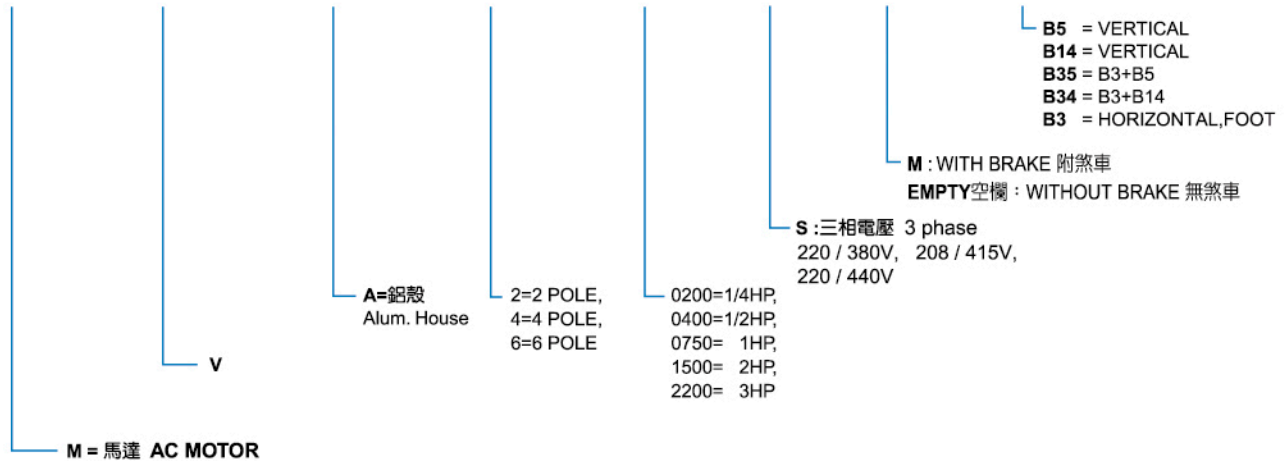 B5 = VERTICAL
B14 = VERTICAL
B35 = B3+B5
B34 = B3+B14
B3 = HORIZONTAL,FOOT
M : WITH BRAKE 附煞車
EMPTY空欄：WITHOUT BRAKE 無煞車
S :三相電壓 3 phase
220 / 380V, 208 / 415V,
220 / 440V
A=鋁殼
Alum. House
2=2 POLE,
4=4 POLE,
6=6 POLE
0200=1/4HP,
0400=1/2HP,
0750= 1HP,
1500= 2HP,
2200= 3HP
V
M = 馬達 AC MOTOR